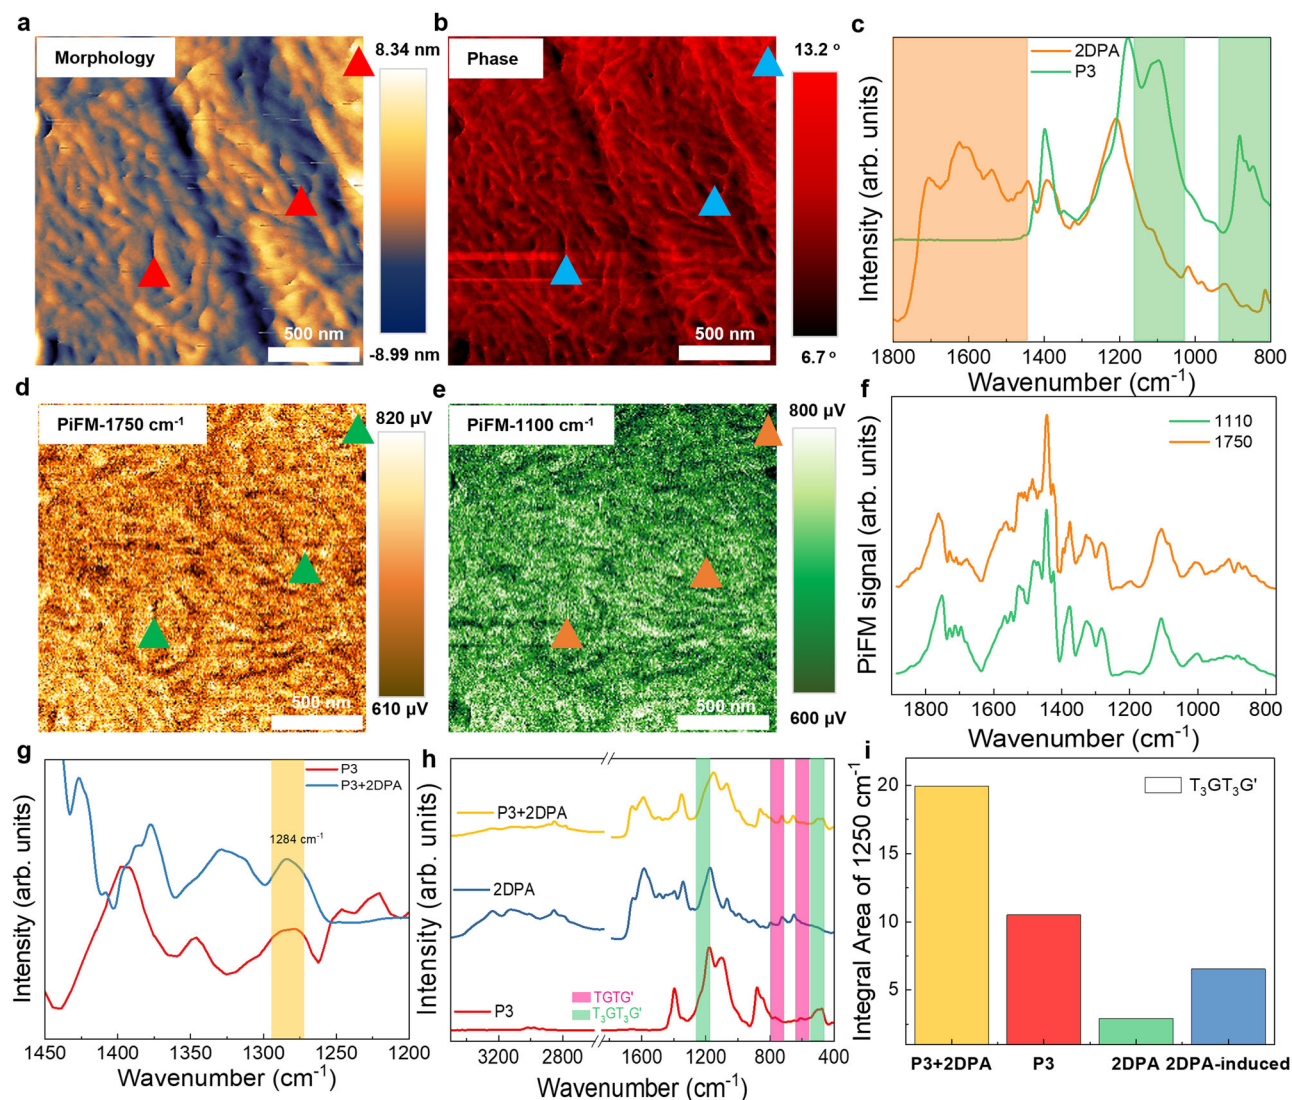 a
Morphology
8.34 nm
500 nm
-8.99 nm
b
Phase
13.2 °
500 nm
6.7 °
c
2DPA
P3
Intensity (arb. units)
1800 1600 1400 1200 1000 800
Wavenumber (cm⁻¹)
d
PiFM-1750 cm⁻¹
820 µV
500 nm
610 µV
e
PiFM-1100 cm⁻¹
800 µV
500 nm
600 µV
f
1110
1750
PiFM signal (arb. units)
1800 1600 1400 1200 1000 800
Wavenumber (cm⁻¹)
g
P3
P3+2DPA
1284 cm⁻¹
Intensity (arb. units)
1450 1400 1350 1300 1250 1200
Wavenumber (cm⁻¹)
h
P3+2DPA
2DPA
TGTG'
T₃GT₃G'
P3
Intensity (arb. units)
3200 2800 1600 1200 800 400
Wavenumber (cm⁻¹)
i
T₃GT₃G'
Integral Area of 1250 cm⁻¹
20
15
10
5
P3+2DPA P3 2DPA 2DPA-induced